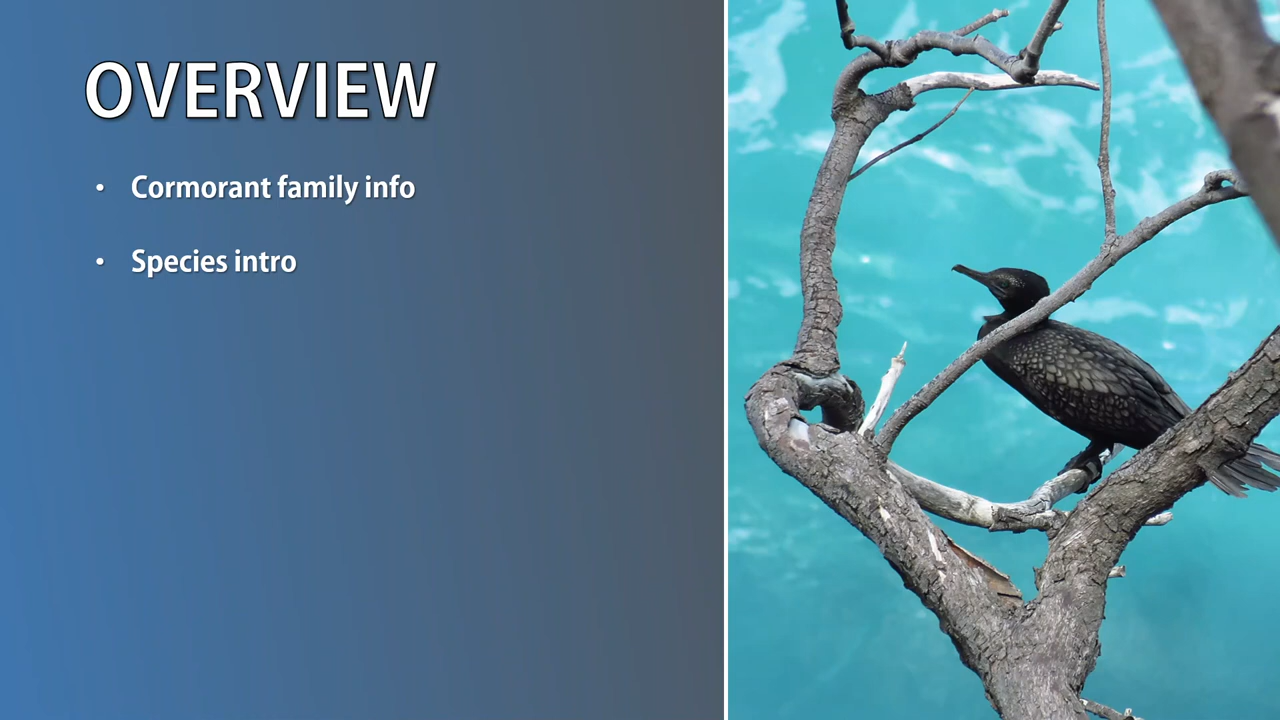 OVERVIEW
• Cormorant family info
• Species intro